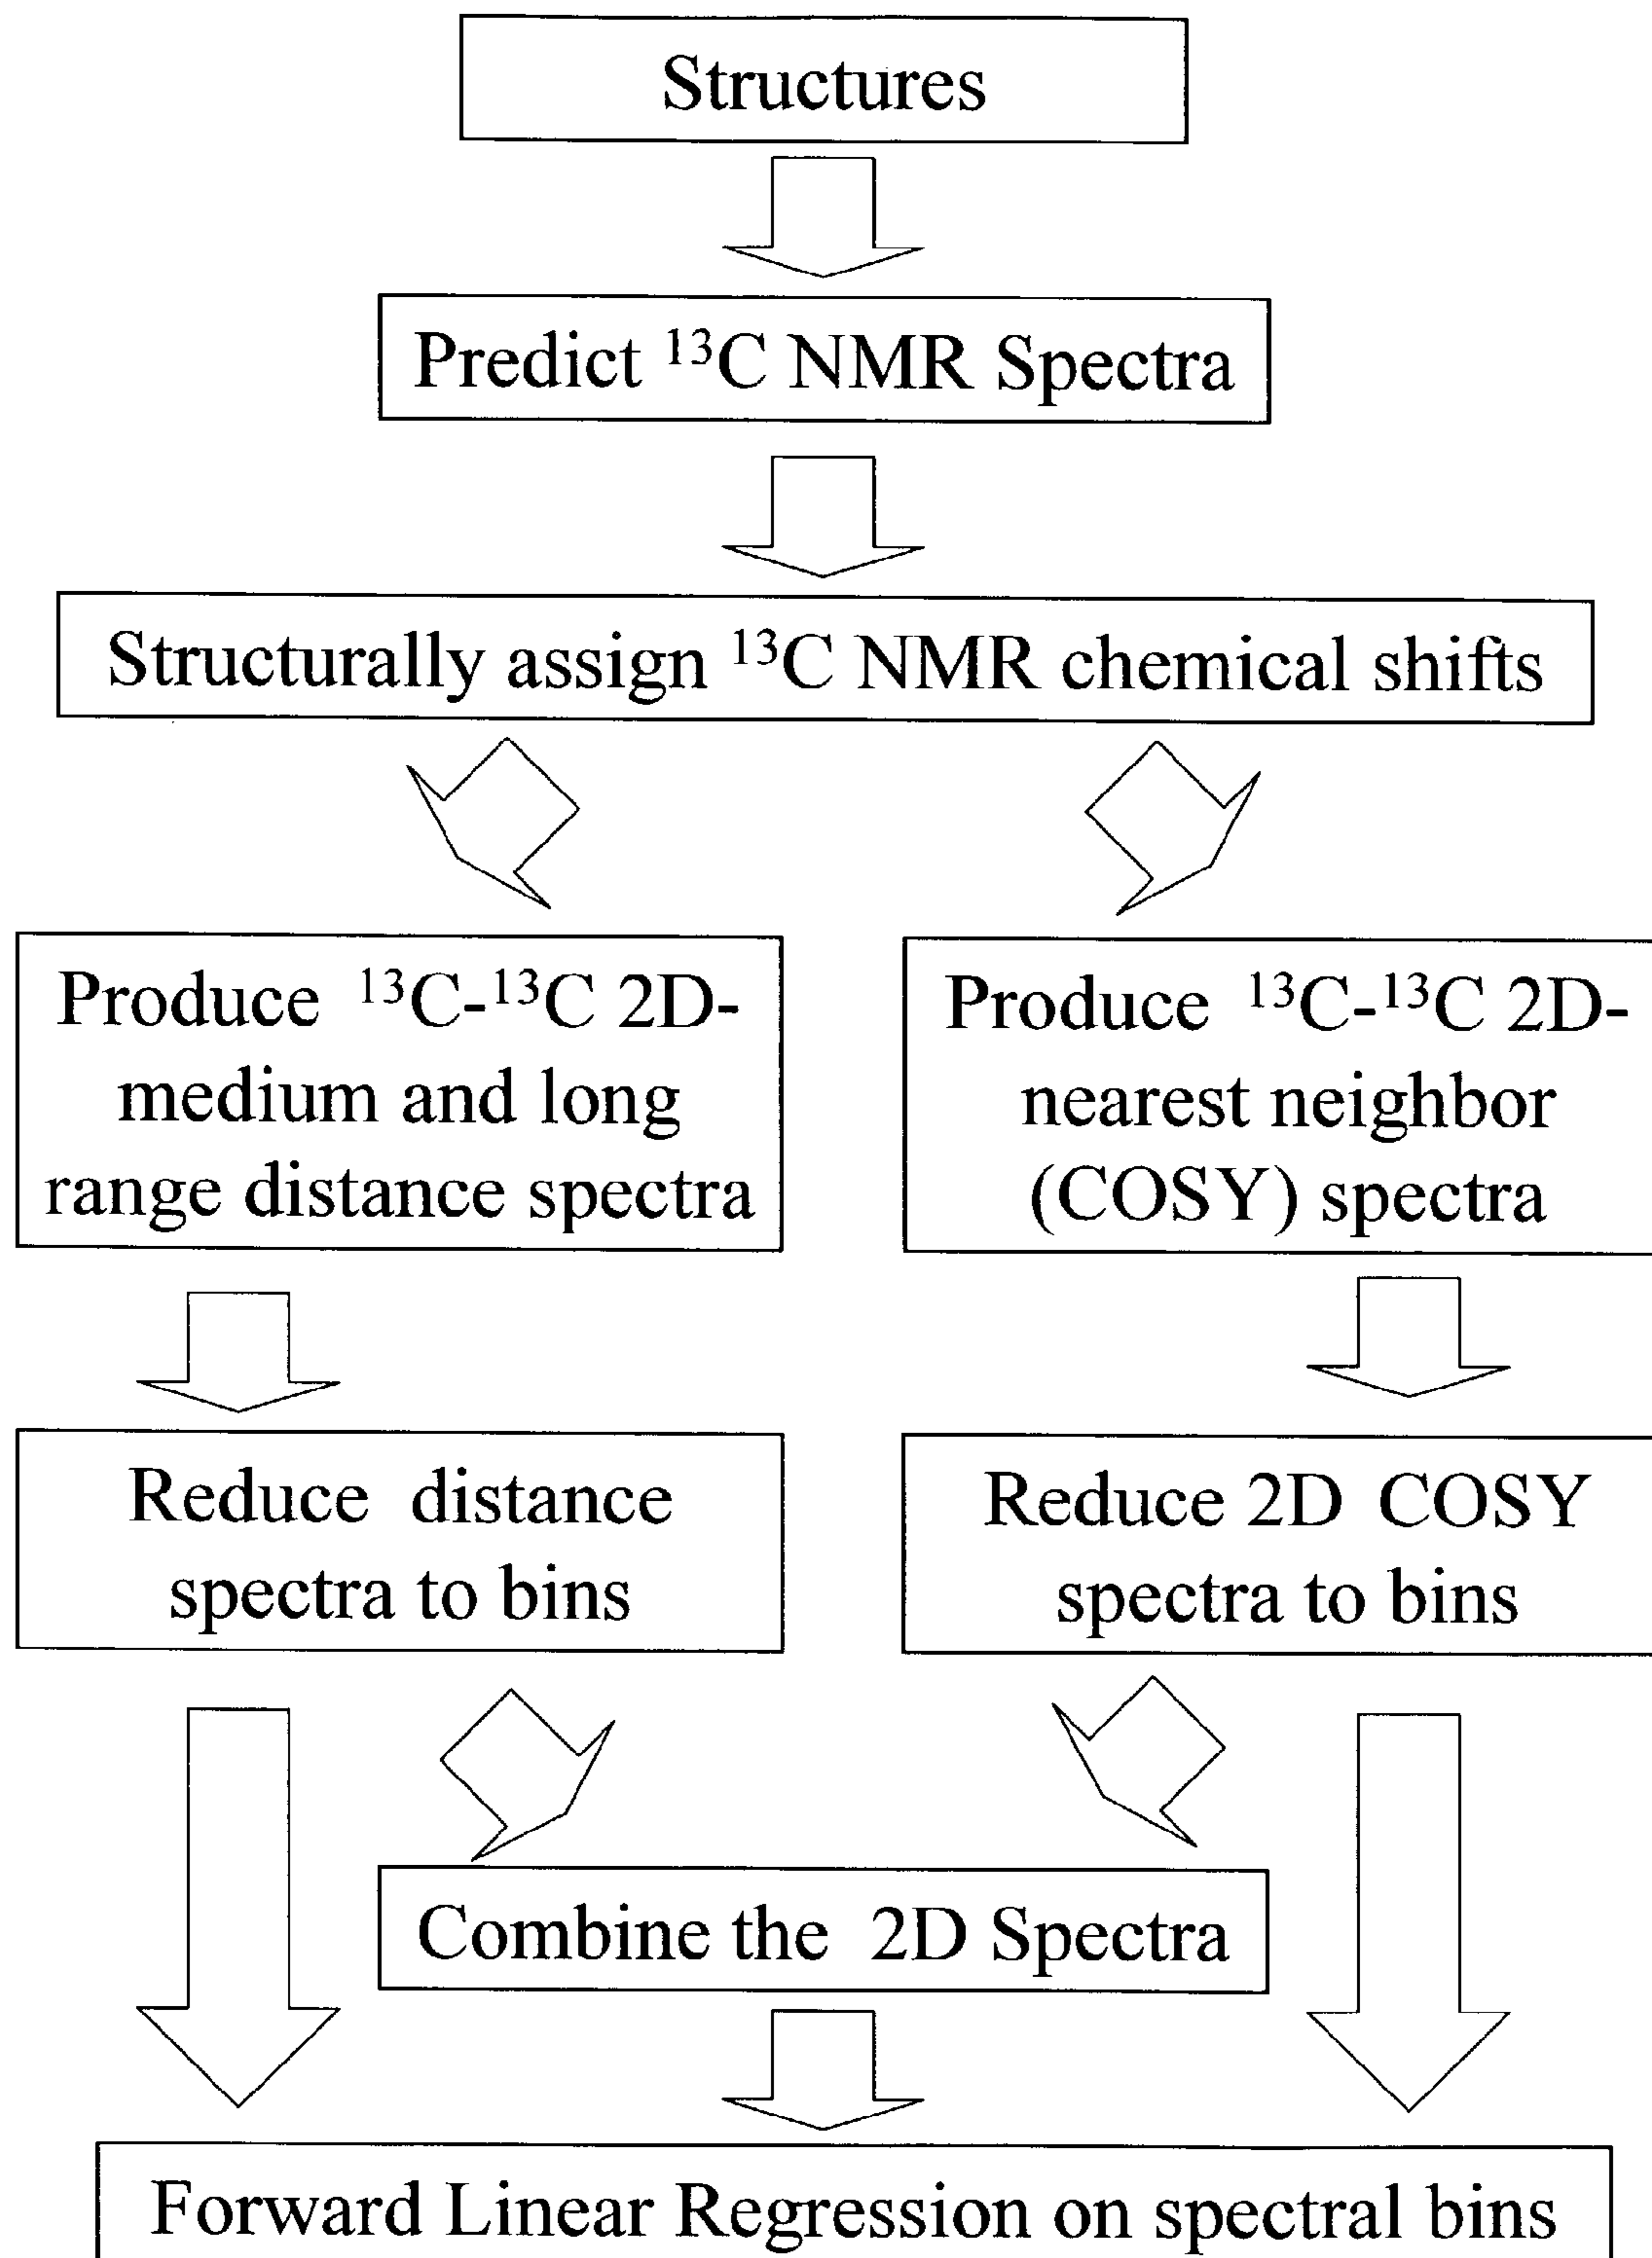 Structures
Predict ¹³C NMR Spectra
Structurally assign ¹³C NMR chemical shifts
Produce ¹³C-¹³C 2D-
medium and long
range distance spectra
Produce ¹³C-¹³C 2D-
nearest neighbor
(COSY) spectra
Reduce distance
spectra to bins
Reduce 2D COSY
spectra to bins
Combine the 2D Spectra
Forward Linear Regression on spectral bins